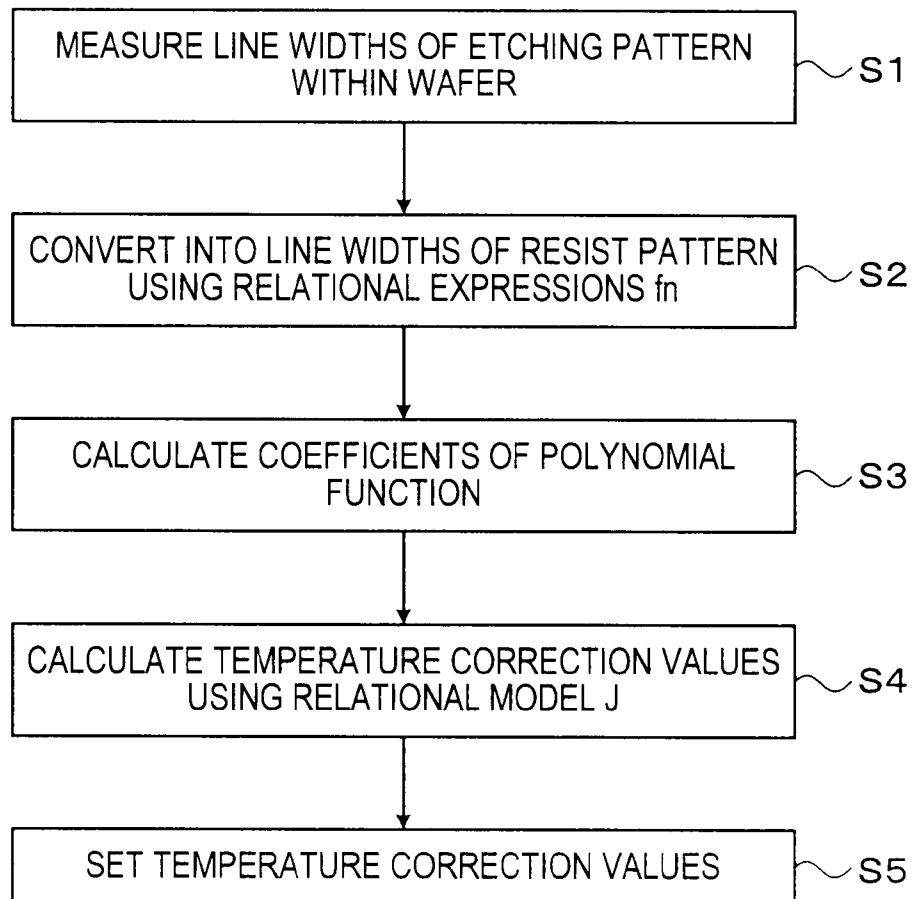 MEASURE LINE WIDTHS OF ETCHING PATTERN
WITHIN WAFER
S1
CONVERT INTO LINE WIDTHS OF RESIST PATTERN
USING RELATIONAL EXPRESSIONS fn
S2
CALCULATE COEFFICIENTS OF POLYNOMIAL
FUNCTION
S3
CALCULATE TEMPERATURE CORRECTION VALUES
USING RELATIONAL MODEL J
S4
SET TEMPERATURE CORRECTION VALUES
S5